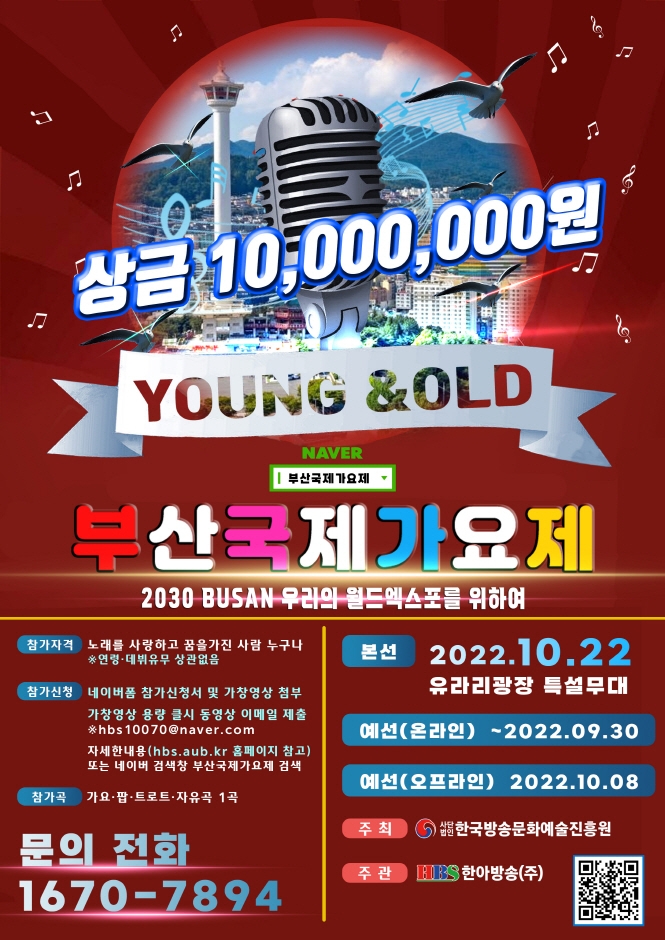 상금 10,000,000원
YOUNG &OLD
NAVER
부산국제가요제
부산국제가요제
2030 BUSAN 우리의 월드엑스포를 위하여
참가자격 노래를 사랑하고 꿈을가진 사람 누구나
※연령·데뷔유무 상관없음
참가신청 네이버폼 참가신청서 및 가창영상 첨부
가창영상 용량 클시 동영상 이메일 제출
※hbs10070@naver.com
자세한내용(hbs.aub.kr 홈페이지 참고)
또는 네이버 검색창 부산국제가요제 검색
참가곡 가요·팝·트로트·자유곡 1곡
문의 전화
1670-7894
본선 2022.10.22
유라리광장 특설무대
예선(온라인) ~2022.09.30
예선(오프라인) 2022.10.08
주 최 사단법인 한국방송문화예술진흥원
주 관 HBS 한아방송(주)